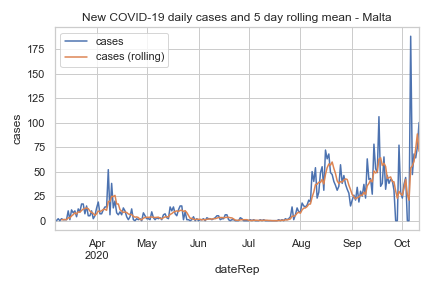 New COVID-19 daily cases and 5 day rolling mean - Malta
cases
cases (rolling)
175
150
125
100
75
50
25
0
cases
Apr
2020
May
Jun
Jul
Aug
Sep
Oct
dateRep